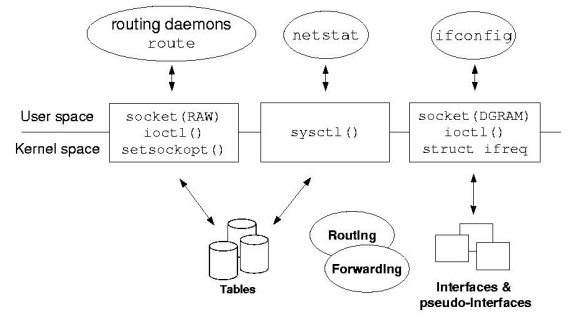 routing daemons
route
netstat
ifconfig
User space
Kernel space
socket(RAW)
ioctl()
setsockopt()
sysctl()
socket(DGRAM)
ioctl()
struct ifreq
Tables
Routing
Forwarding
Interfaces &
pseudo-Interfaces